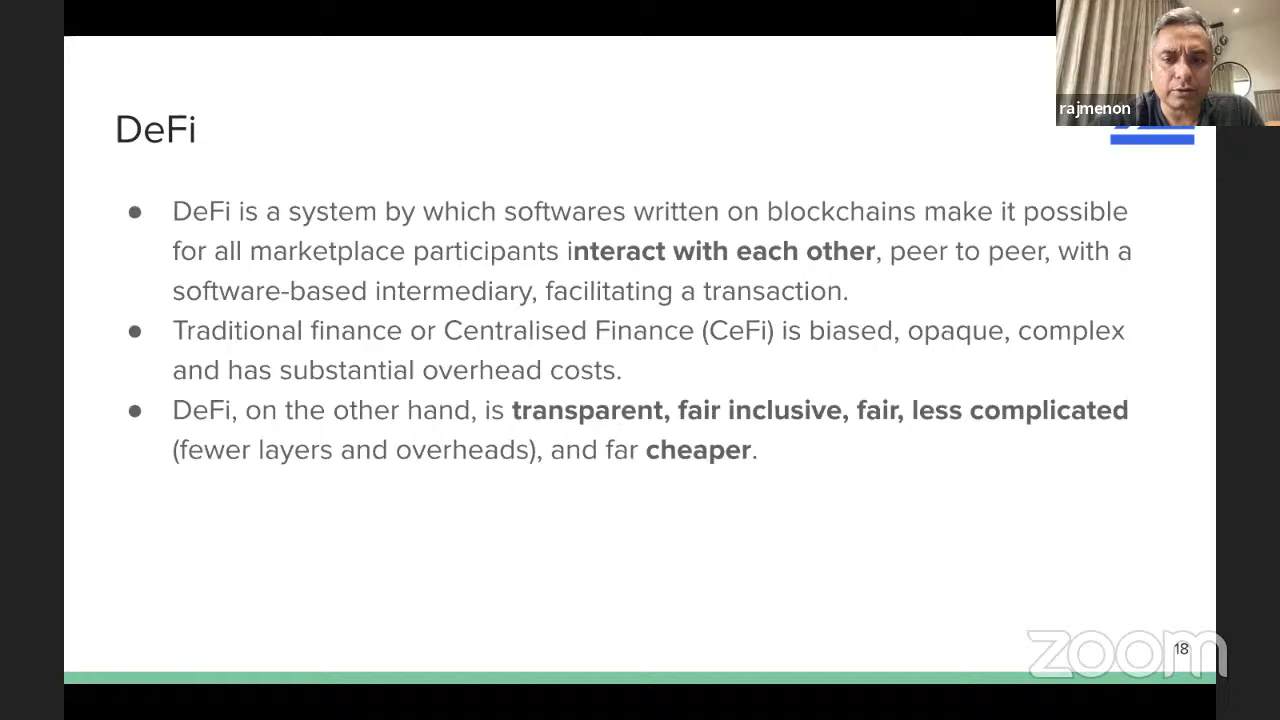 rajmenon
DeFi
● DeFi is a system by which softwares written on blockchains make it possible
for all marketplace participants interact with each other, peer to peer, with a
software-based intermediary, facilitating a transaction.
● Traditional finance or Centralised Finance (CeFi) is biased, opaque, complex
and has substantial overhead costs.
● DeFi, on the other hand, is transparent, fair inclusive, fair, less complicated
(fewer layers and overheads), and far cheaper.
zoom
18